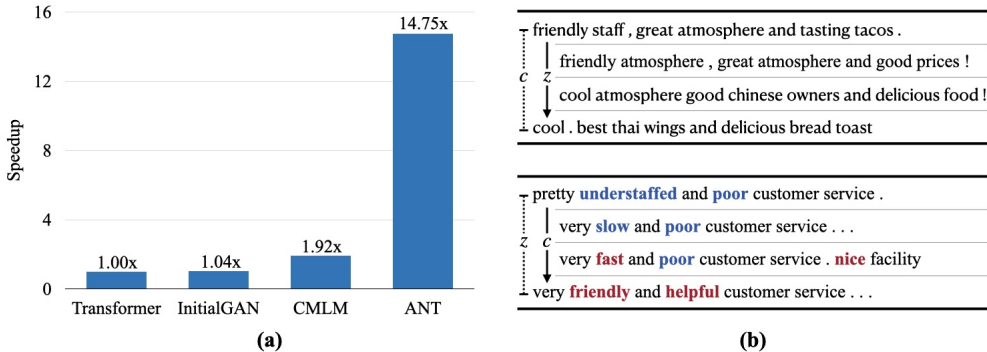 16
12
8
4
0
Speedup
1.00x
1.04x
1.92x
14.75x
Transformer
InitialGAN
CMLM
ANT
(a)
friendly staff , great atmosphere and tasting tacos .
friendly atmosphere , great atmosphere and good prices !
cool atmosphere good chinese owners and delicious food !
cool . best thai wings and delicious bread toast
c
z
pretty understaffed and poor customer service .
very slow and poor customer service . . .
very fast and poor customer service . nice facility
very friendly and helpful customer service . . .
z
c
(b)